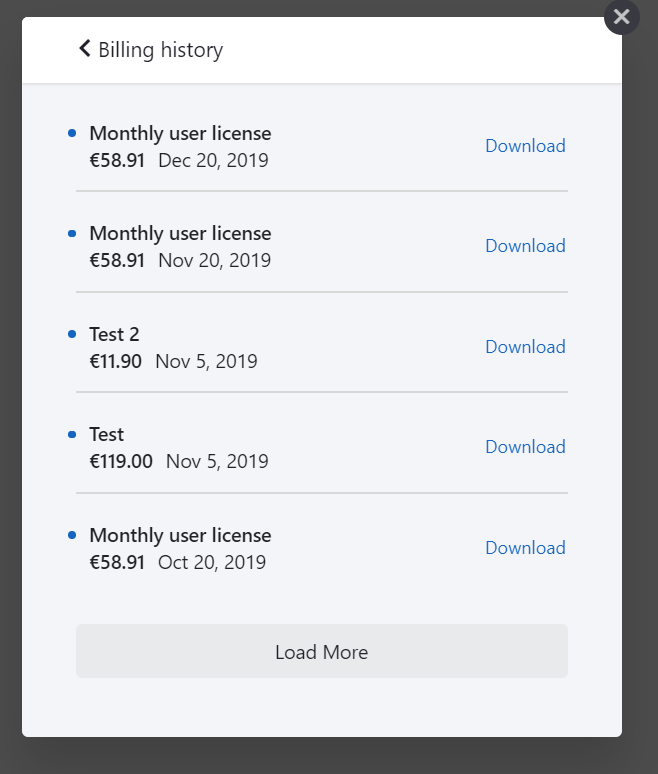 Billing history
Monthly user license
€58.91 Dec 20, 2019
Download
Monthly user license
€58.91 Nov 20, 2019
Download
Test 2
€11.90 Nov 5, 2019
Download
Test
€119.00 Nov 5, 2019
Download
Monthly user license
€58.91 Oct 20, 2019
Download
Load More